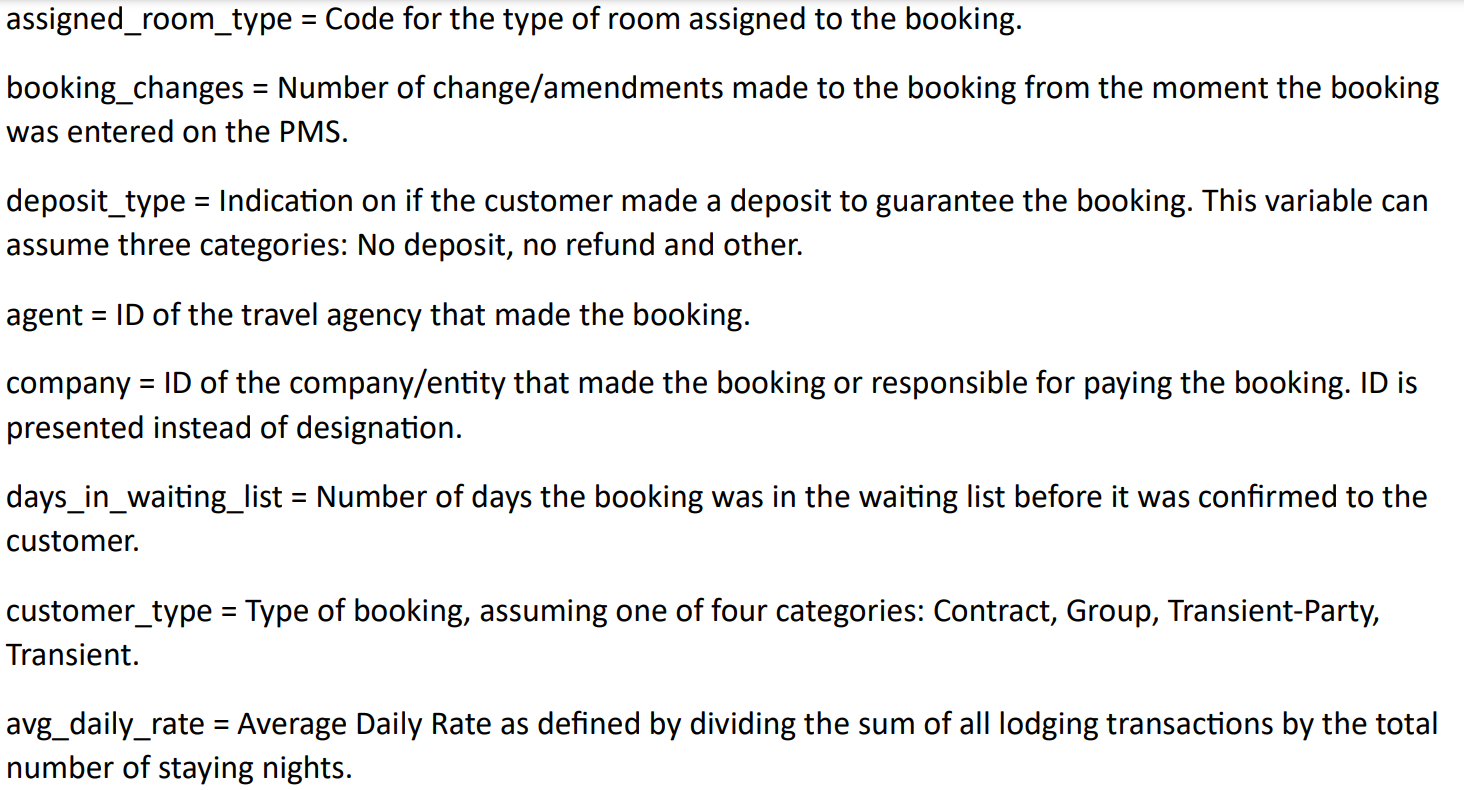 assigned_room_type = Code for the type of room assigned to the booking.
booking_changes = Number of change/amendments made to the booking from the moment the booking
was entered on the PMS.
deposit_type = Indication on if the customer made a deposit to guarantee the booking. This variable can
assume three categories: No deposit, no refund and other.
agent = ID of the travel agency that made the booking.
company = ID of the company/entity that made the booking or responsible for paying the booking. ID is
presented instead of designation.
days_in_waiting_list = Number of days the booking was in the waiting list before it was confirmed to the
customer.
customer_type = Type of booking, assuming one of four categories: Contract, Group, Transient-Party,
Transient.
avg_daily_rate = Average Daily Rate as defined by dividing the sum of all lodging transactions by the total
number of staying nights.